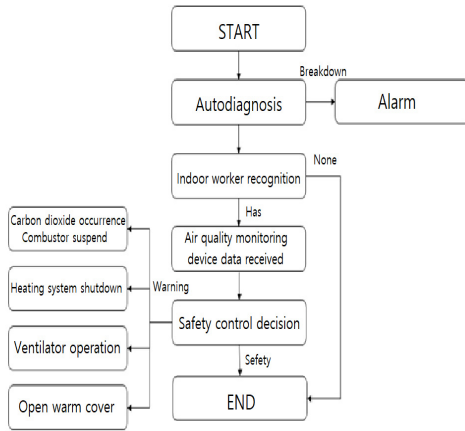 START
Breakdown
Autodiagnosis
Alarm
None
Indoor worker recognition
Has
Carbon dioxide occurrence
Combustor suspend
Air quality monitoring
device data received
Heating system shutdown
Warning
Safety control decision
Ventilator operation
Sefety
Open warm cover
END